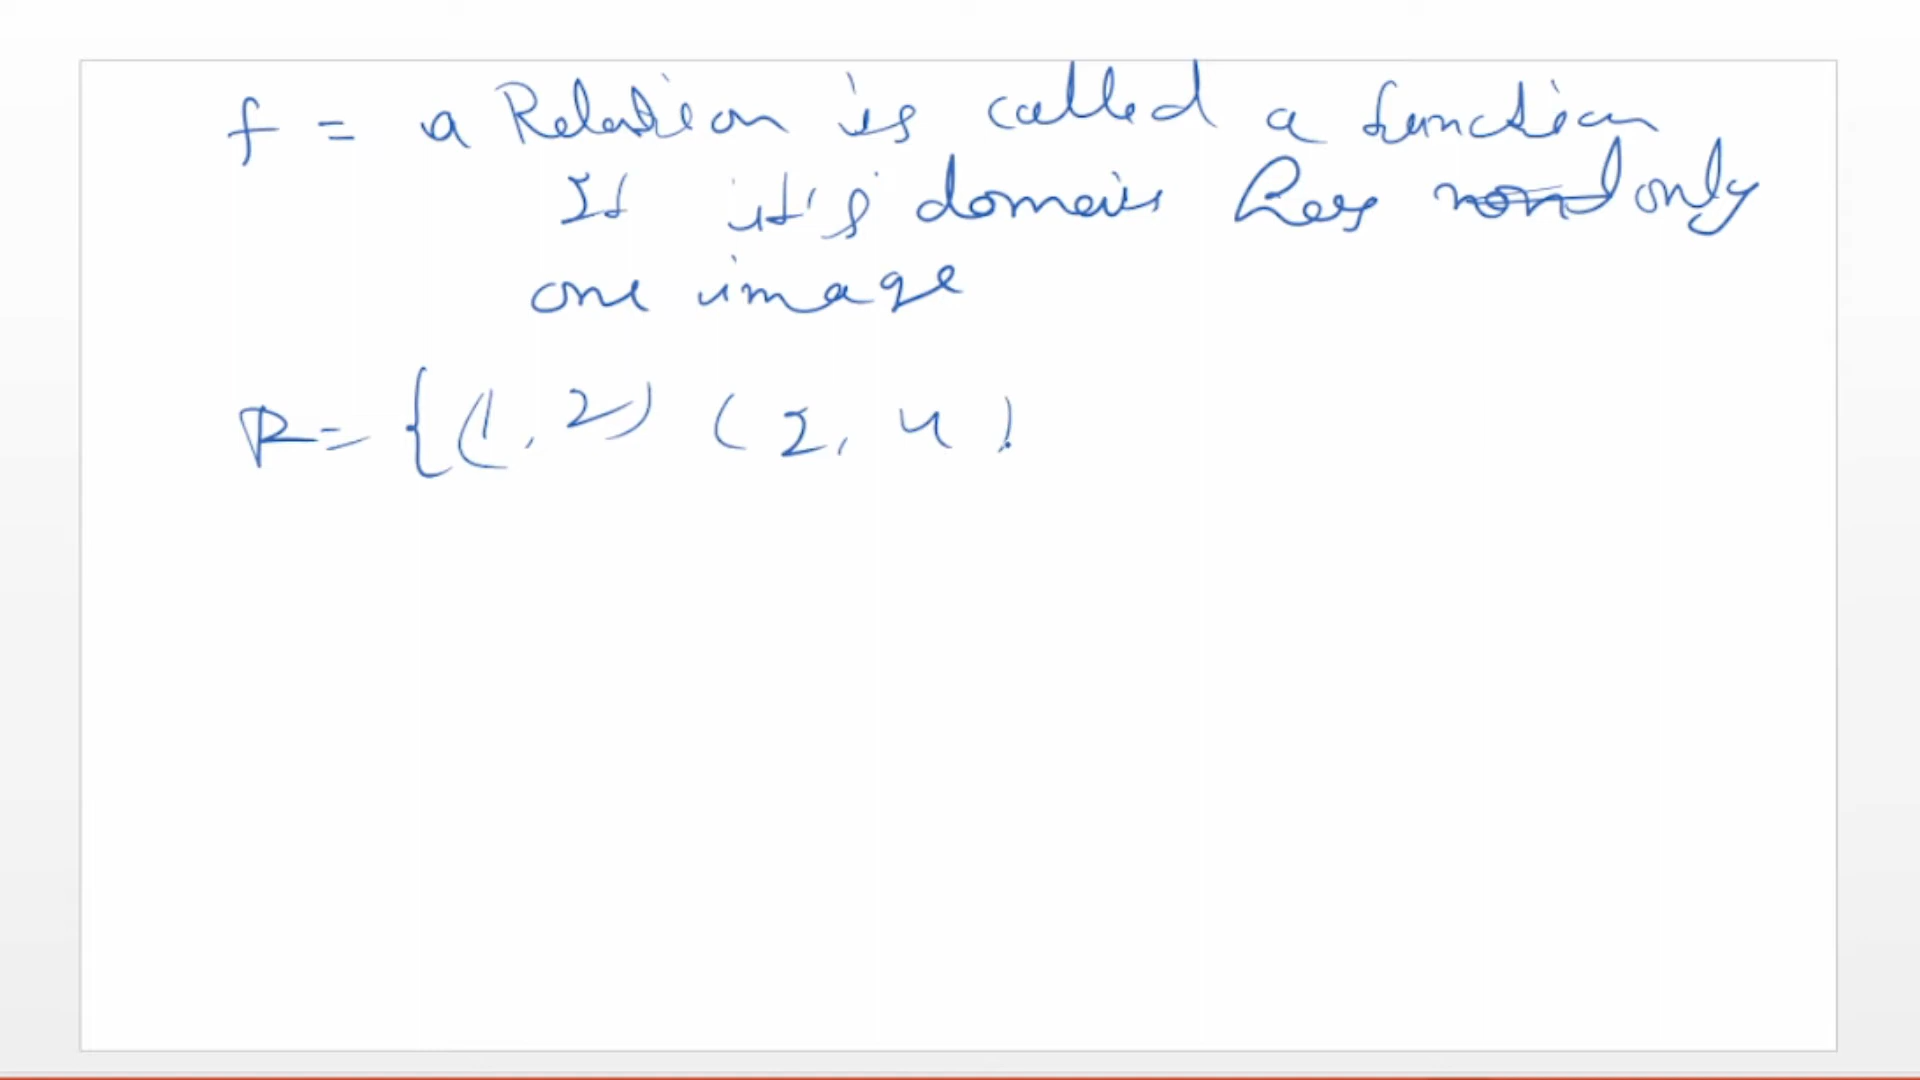 f = a Relation is called a function
If it's domain has only
one image
R = {(1, 2) (2, 4)